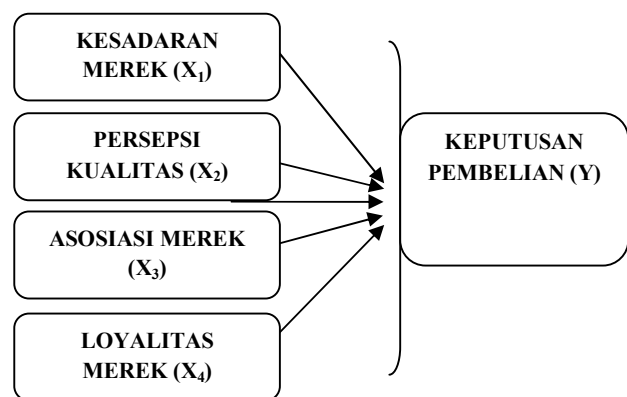 KESADARAN
MEREK (X₁)
PERSEPSI
KUALITAS (X₂)
ASOSIASI MEREK
(X₃)
LOYALITAS
MEREK (X₄)
KEPUTUSAN
PEMBELIAN (Y)